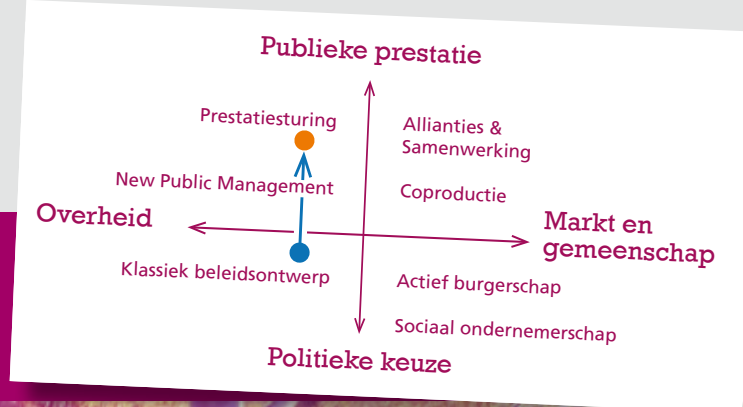 Publieke prestatie
Prestatiesturing
Allianties &
Samenwerking
New Public Management
Coproductie
Overheid
Markt en
gemeenschap
Klassiek beleidsontwerp
Actief burgerschap
Sociaal ondernemerschap
Politieke keuze